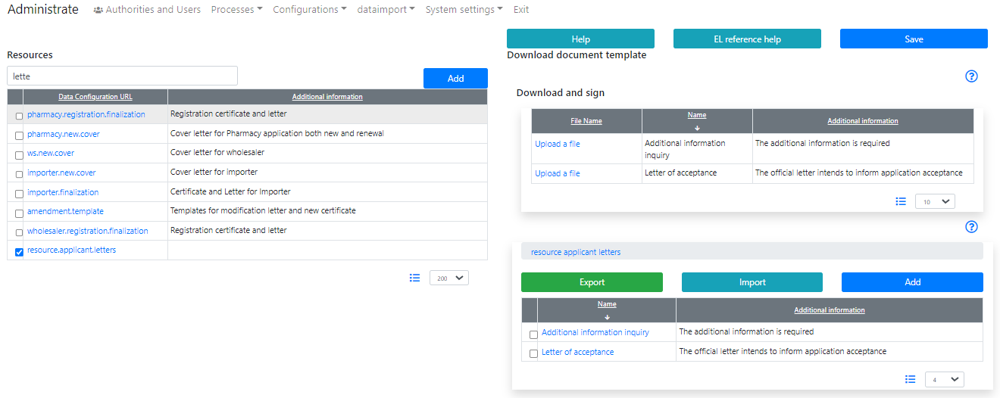 Administrate Authorities and Users Processes Configurations dataimport System settings Exit
Help EL reference help Save
Resources
lette
Add
Data Configuration URL Additional information
pharmacy.registration.finalization Registration certificate and letter
pharmacy.new.cover Cover letter for Pharmacy application both new and renewal
ws.new.cover Cover letter for wholesaler
importer.new.cover Cover letter for importer
importer.finalization Certificate and Letter for Importer
amendment.template Templates for modification letter and new certificate
wholesaler.registration.finalization Registration certificate and letter
resource.applicant.letters
200
Download document template
Download and sign
File Name Name Additional information
Upload a file Additional information The additional information is required
inquiry
Upload a file Letter of acceptance The official letter intends to inform application acceptance
10
resource applicant letters
Export Import Add
Name Additional information
Additional information inquiry The additional information is required
Letter of acceptance The official letter intends to inform application acceptance
4